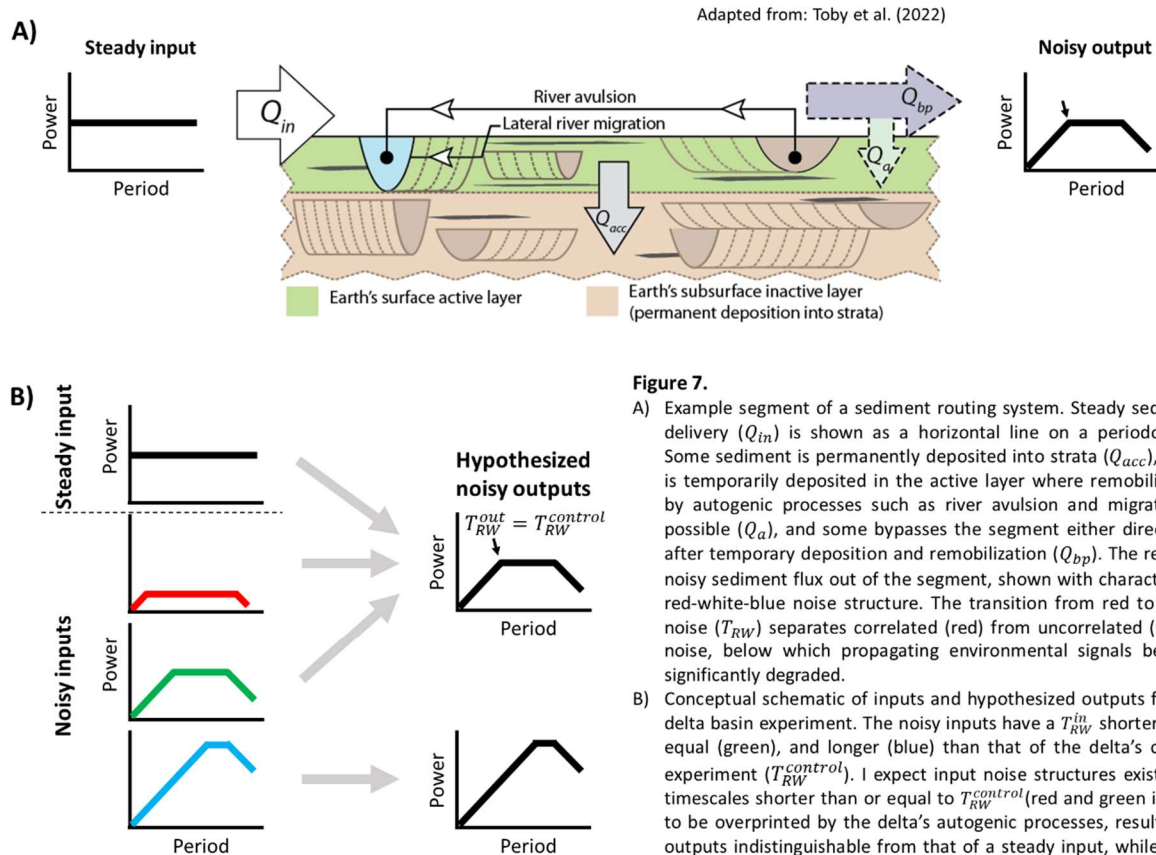 Adapted from: Toby et al. (2022)
A)
Steady input
Power
Period
Q_in
River avulsion
Lateral river migration
Q_acc
Q_bp
Q_a
Noisy output
Power
Period
Earth's surface active layer
Earth's subsurface inactive layer
(permanent deposition into strata)
B)
Steady input
Power
Noisy inputs
Power
Period
Hypothesized
noisy outputs
T_RW^out = T_RW^control
Power
Period
Power
Period
Figure 7.
A) Example segment of a sediment routing system. Steady sed
delivery (Q_in) is shown as a horizontal line on a periodo
Some sediment is permanently deposited into strata (Q_acc),
is temporarily deposited in the active layer where remobili
by autogenic processes such as river avulsion and migrat
possible (Q_a), and some bypasses the segment either direc
after temporary deposition and remobilization (Q_bp). The re
noisy sediment flux out of the segment, shown with charact
red-white-blue noise structure. The transition from red to
noise (T_RW) separates correlated (red) from uncorrelated (
noise, below which propagating environmental signals be
significantly degraded.
B) Conceptual schematic of inputs and hypothesized outputs f
delta basin experiment. The noisy inputs have a T_RW^in shorter
equal (green), and longer (blue) than that of the delta's c
experiment (T_RW^control). I expect input noise structures exist
timescales shorter than or equal to T_RW^control(red and green i
to be overprinted by the delta's autogenic processes, result
outputs indistinguishable from that of a steady input, while